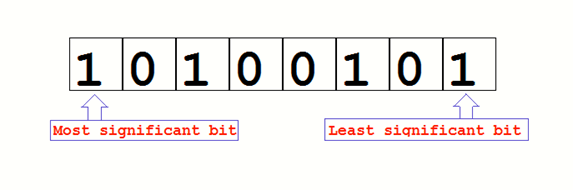 1 0 1 0 0 1 0 1
Most significant bit
Least significant bit